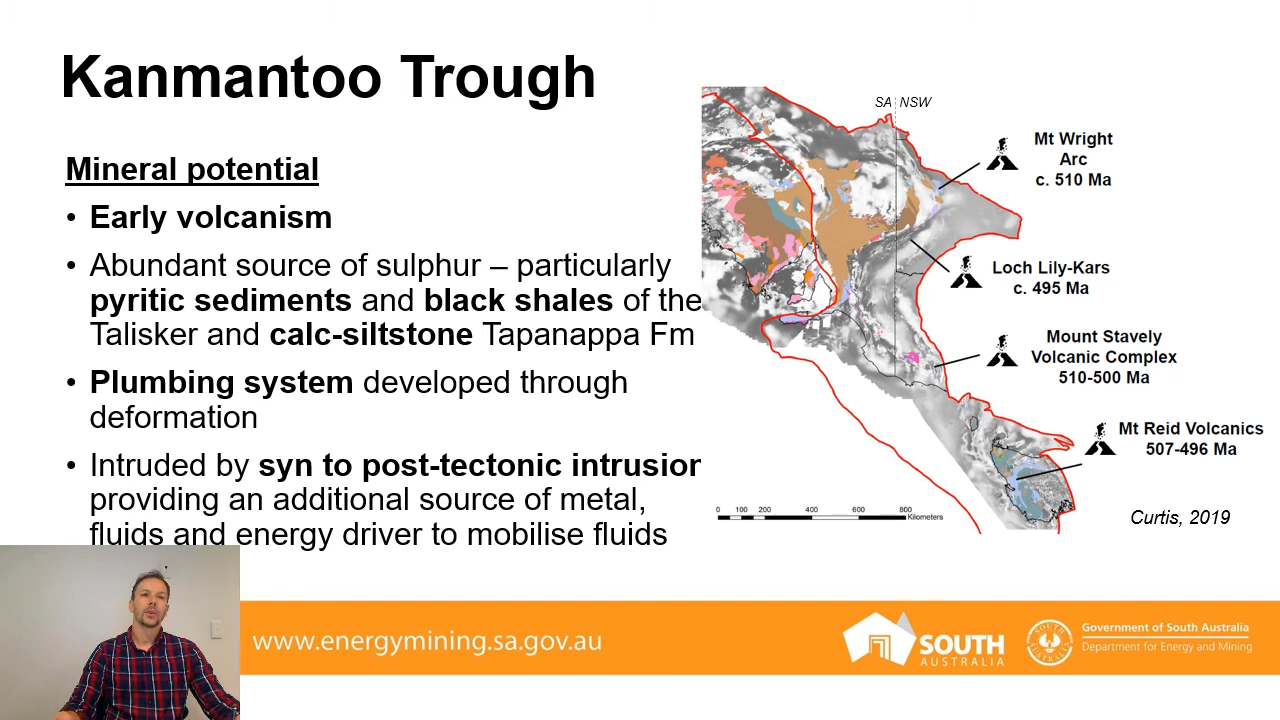 Kanmantoo Trough
Mineral potential
• Early volcanism
• Abundant source of sulphur – particularly
pyritic sediments and black shales of the
Talisker and calc-siltstone Tapanappa Fm
• Plumbing system developed through
deformation
• Intruded by syn to post-tectonic intrusion
providing an additional source of metal,
fluids and energy driver to mobilise fluids
SA NSW
Mt Wright
Arc
c. 510 Ma
Loch Lily-Kars
c. 495 Ma
Mount Stavely
Volcanic Complex
510-500 Ma
Mt Reid Volcanics
507-496 Ma
0 100 200 400 600 800
Kilometers
Curtis, 2019
www.energymining.sa.gov.au
SOUTH
AUSTRALIA
SOUTH AUSTRALIA
Government of South Australia
Department for Energy and Mining